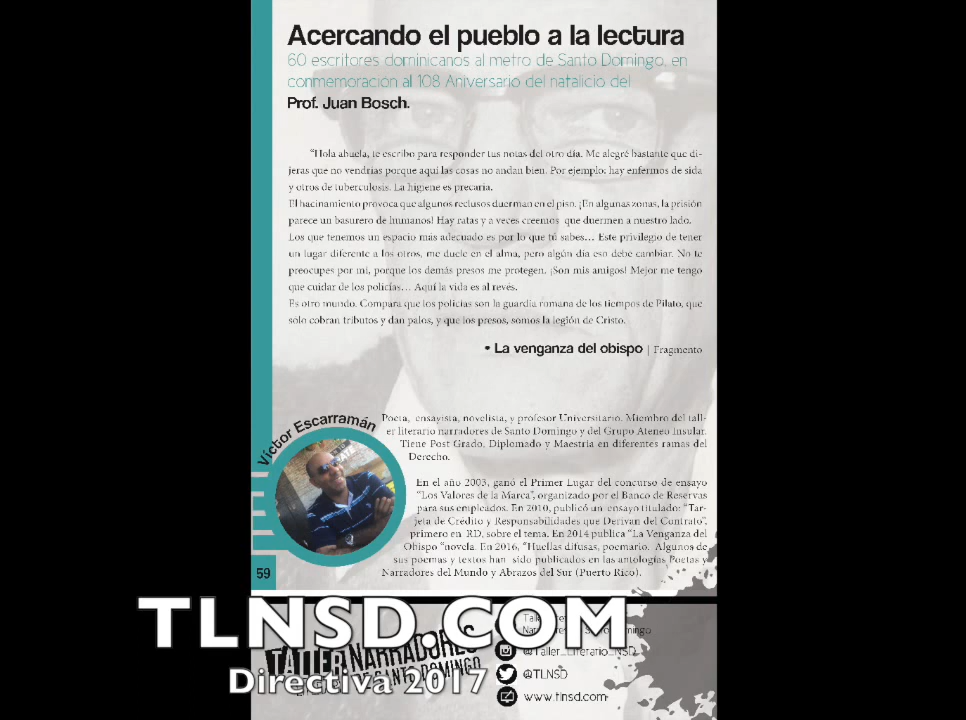 Acercando el pueblo a la lectura
60 escritores dominicanos al metro de Santo Domingo, en
conmemoración al 108 Aniversario del natalicio del
Prof. Juan Bosch.
“Hola abuela, te escribo para responder tus notas del otro día. Me alegré bastante que di-
jeras que no vendrías porque aquí las cosas no andan bien. Por ejemplo: hay enfermos de sida
y otros de tuberculosis. La higiene es precaria.
El hacinamiento provoca que algunos reclusos duerman en el piso. ¡En algunas zonas, la prisión
parece un basurero de humanos! Hay ratas y a veces creemos que duermen a nuestro lado.
Los que tenemos un espacio más adecuado es por lo que tú sabes… Este privilegio de tener
un lugar diferente a los otros, me duele en el alma, pero algún día eso debe cambiar. No te
preocupes por mí, porque los demás presos me protegen. ¡Son mis amigos! Mejor me tengo
que cuidar de los policías… Aquí la vida es al revés.
Es otro mundo. Compara que los policías son la guardia romana de los tiempos de Pilato, que
sólo cobran tributos y dan palos, y que los presos, somos la legión de Cristo.
• La venganza del obispo | Fragmento
Víctor Escarramán
Poeta, ensayista, novelista, y profesor Universitario. Miembro del tall-
er literario narradores de Santo Domingo y del Grupo Ateneo Insular.
Tiene Post Grado, Diplomado y Maestría en diferentes ramas del
Derecho.
En el año 2003, ganó el Primer Lugar del concurso de ensayo
“Los Valores de la Marca”, organizado por el Banco de Reservas
para sus empleados. En 2010, publicó un ensayo titulado: “Tar-
jeta de Crédito y Responsabilidades que Derivan del Contrato”,
primero en RD, sobre el tema. En 2014 publica “La Venganza del
Obispo “novela. En 2016, “Huellas difusas, poemario. Algunos de
sus poemas y textos han sido publicados en las antologías Poetas y
Narradores del Mundo y Abrazos del Sur (Puerto Rico).
59
TLNSD.COM
TALLER NARRADORES
SANTO DOMINGO
Directiva 2017
@Taller_Literario_NSD
@TLNSD
www.tlnsd.com